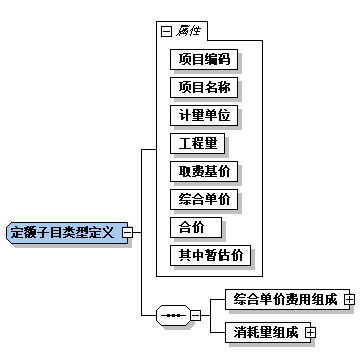 属性
项目编码
项目名称
计量单位
工程量
取费基价
综合单价
合价
其中暂估价
定额子目类型定义
综合单价费用组成
消耗量组成